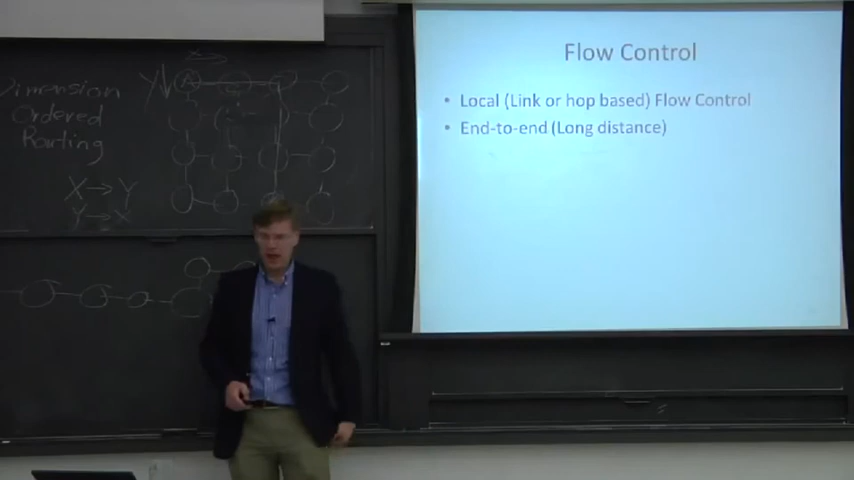 Dimension
Ordered
Routing
X → Y
Y → X
X →
Y ↓
A
Flow Control
• Local (Link or hop based) Flow Control
• End-to-end (Long distance)